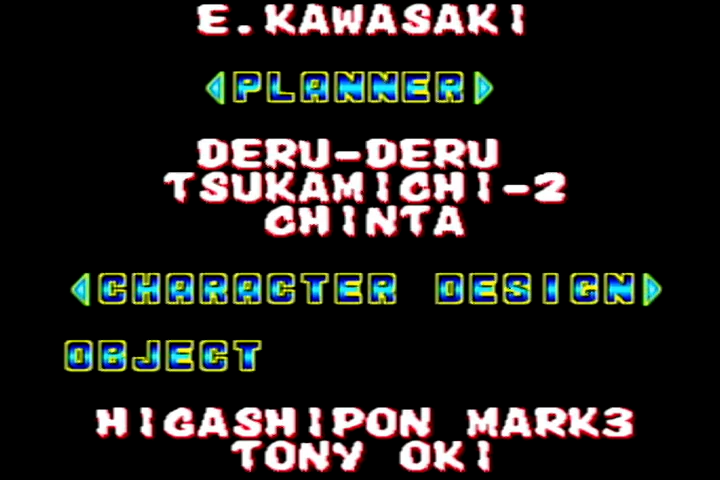 E.KAWASAKI
PLANNER
DERU-DERU
TSUKAMICHI-2
CHINTA
CHARACTER DESIGN
OBJECT
HIGASHIPON MARK3
TONY OKI